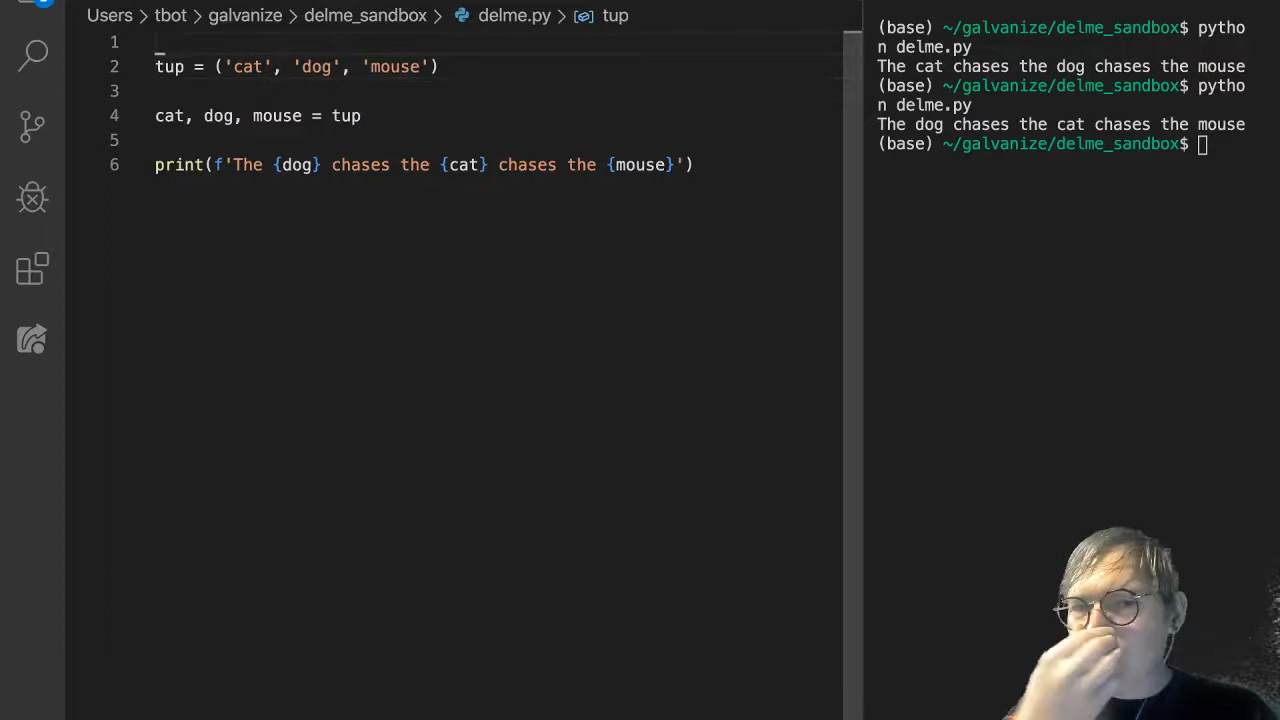 Users > tbot > galvanize > delme_sandbox > delme.py > tup
1
2 tup = ('cat', 'dog', 'mouse')
3
4 cat, dog, mouse = tup
5
6 print(f'The {dog} chases the {cat} chases the {mouse}')
(base) ~/galvanize/delme_sandbox$ pytho
n delme.py
The cat chases the dog chases the mouse
(base) ~/galvanize/delme_sandbox$ pytho
n delme.py
The dog chases the cat chases the mouse
(base) ~/galvanize/delme_sandbox$